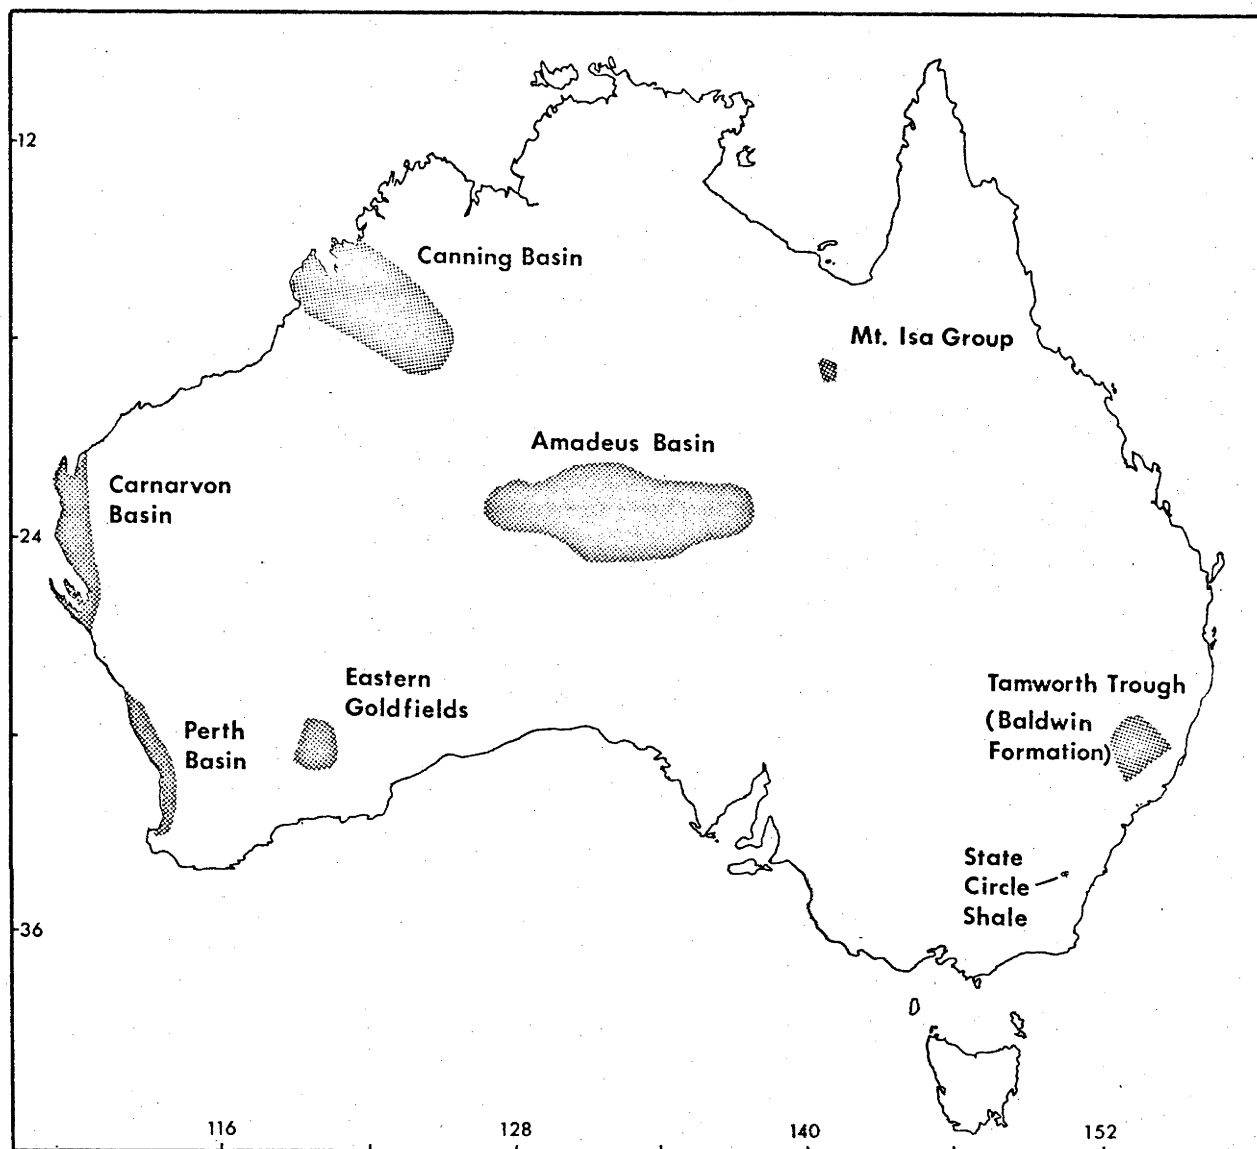 12
Canning Basin
Mt. Isa Group
Amadeus Basin
Carnarvon
Basin
24
Eastern
Goldfields
Perth
Basin
Tamworth Trough
(Baldwin
Formation)
State
Circle
Shale
36
116
128
140
152